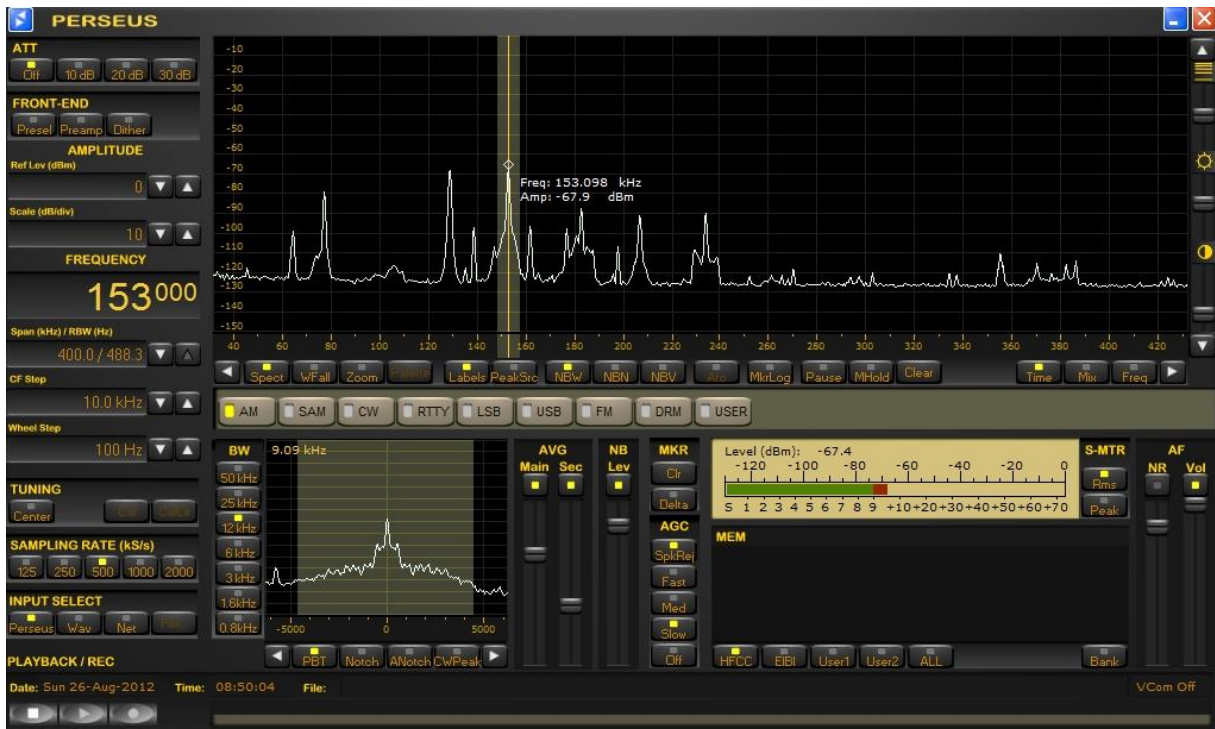 PERSEUS
ATT
Off 10 dB 20 dB 30 dB
FRONT-END
Presel Preamp Dither
AMPLITUDE
Ref Lev (dBm)
0
Scale (dB/div)
10
FREQUENCY
153000
Span (kHz) / RBW (Hz)
400.0 / 488.3
CF Step
10.0 kHz
Wheel Step
100 Hz
TUNING
Center
SAMPLING RATE (kS/s)
125 250 500 1000 2000
INPUT SELECT
Perseus Wav Net File
PLAYBACK / REC
-10
-20
-30
-40
-50
-60
-70
-80
-90
-100
-110
-120
-130
-140
-150
Freq: 153.098 kHz
Amp: -67.9 dBm
40 60 80 100 120 140 160 180 200 220 240 260 280 300 320 340 360 380 400 420
Spect WFall Zoom Palette Labels PeakSrc NBW NBN NBV MkrLog Pause MHold Clear Time Mix Freq
AM SAM CW RTTY LSB USB FM DRM USER
BW
50 kHz
25 kHz
12 kHz
6 kHz
3 kHz
1.6kHz
0.8kHz
9.09 kHz
-5000 0 5000
PBT Notch ANotch CWPeak
AVG
Main Sec
NB
Lev
MKR
Clr
Delta
AGC
SpkRej
Fast
Med
Slow
Off
Level (dBm): -67.4
-120 -100 -80 -60 -40 -20 0
S 1 2 3 4 5 6 7 8 9 +10+20+30+40+50+60+70
S-MTR
Rms
Peak
AF
NR Vol
MEM
HFCC EIBI User1 User2 ALL Bank
Date: Sun 26-Aug-2012 Time: 08:50:04 File:
VCom Off